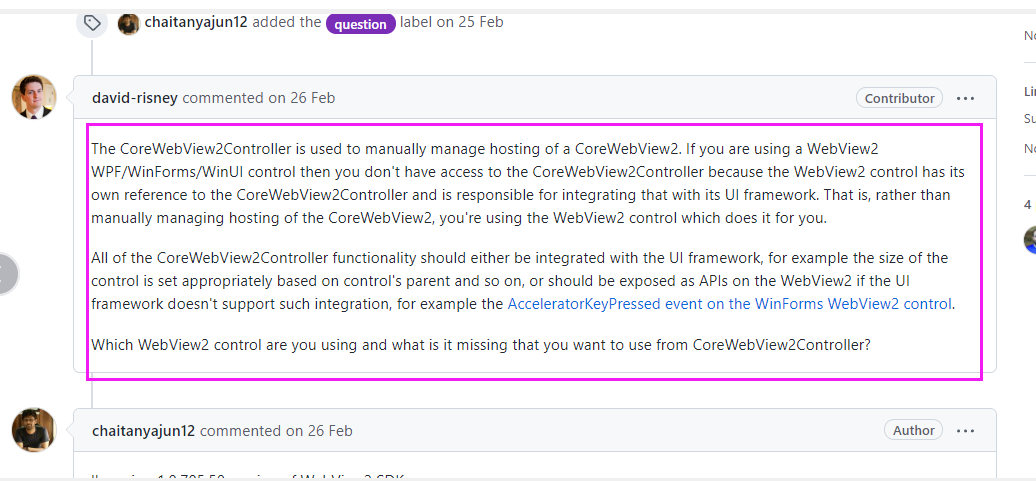 chaitanyajun12 added the question label on 25 Feb
No
david-risney commented on 26 Feb
Contributor
Lin
The CoreWebView2Controller is used to manually manage hosting of a CoreWebView2. If you are using a WebView2
Su
WPF/WinForms/WinUI control then you don't have access to the CoreWebView2Controller because the WebView2 control has its
No
own reference to the CoreWebView2Controller and is responsible for integrating that with its UI framework. That is, rather than
4
manually managing hosting of the CoreWebView2, you're using the WebView2 control which does it for you.
All of the CoreWebView2Controller functionality should either be integrated with the UI framework, for example the size of the
control is set appropriately based on control's parent and so on, or should be exposed as APIs on the WebView2 if the UI
framework doesn't support such integration, for example the AcceleratorKeyPressed event on the WinForms WebView2 control.
Which WebView2 control are you using and what is it missing that you want to use from CoreWebView2Controller?
chaitanyajun12 commented on 26 Feb
Author